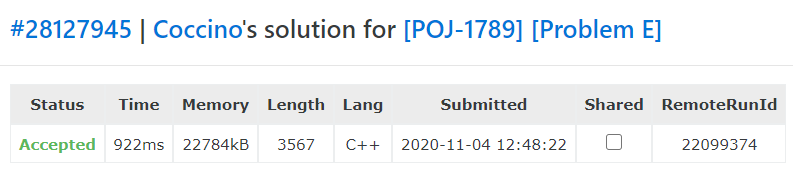 #28127945 | Coccino's solution for [POJ-1789] [Problem E]
Status Time Memory Length Lang Submitted Shared RemoteRunId
Accepted 922ms 22784kB 3567 C++ 2020-11-04 12:48:22 22099374